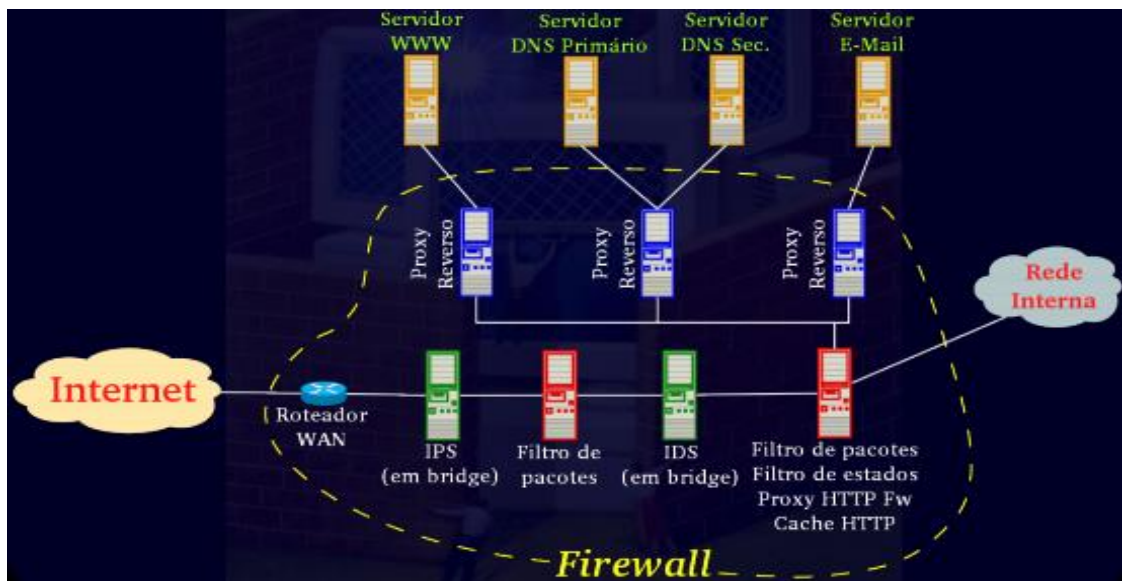 Servidor
WWW
Servidor
DNS Primário
Servidor
DNS Sec.
Servidor
E-Mail
Proxy
Reverso
Proxy
Reverso
Proxy
Reverso
Rede
Interna
Internet
Roteador
WAN
IPS
(em bridge)
Filtro de
pacotes
IDS
(em bridge)
Filtro de pacotes
Filtro de estados
Proxy HTTP Fw
Cache HTTP
Firewall